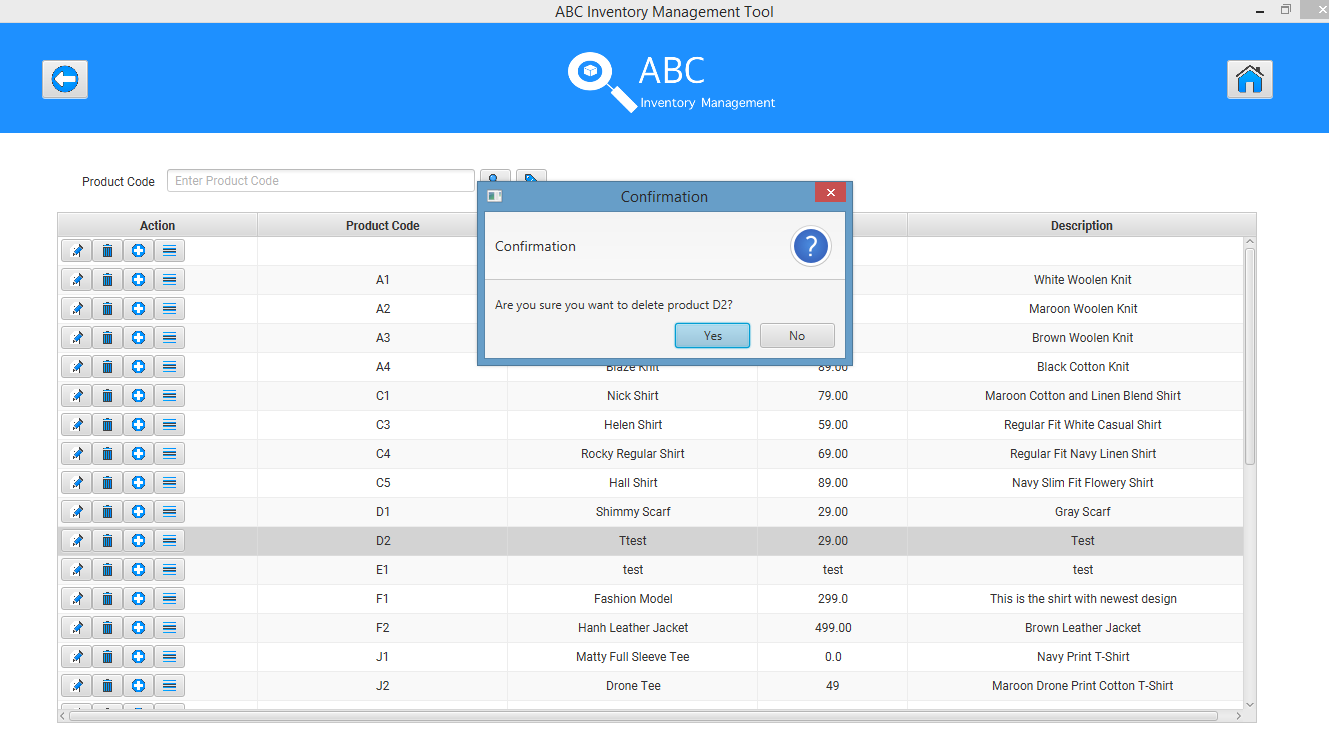 ABC Inventory Management Tool
ABC
Inventory Management
Product Code Enter Product Code
Confirmation
Confirmation
?
Are you sure you want to delete product D2?
Yes No
Action Product Code Description
A1 White Woolen Knit
A2 Maroon Woolen Knit
A3 Brown Woolen Knit
A4 Blaze Knit 89.00 Black Cotton Knit
C1 Nick Shirt 79.00 Maroon Cotton and Linen Blend Shirt
C3 Helen Shirt 59.00 Regular Fit White Casual Shirt
C4 Rocky Regular Shirt 69.00 Regular Fit Navy Linen Shirt
C5 Hall Shirt 89.00 Navy Slim Fit Flowery Shirt
D1 Shimmy Scarf 29.00 Gray Scarf
D2 Ttest 29.00 Test
E1 test test test
F1 Fashion Model 299.0 This is the shirt with newest design
F2 Hanh Leather Jacket 499.00 Brown Leather Jacket
J1 Matty Full Sleeve Tee 0.0 Navy Print T-Shirt
J2 Drone Tee 49 Maroon Drone Print Cotton T-Shirt